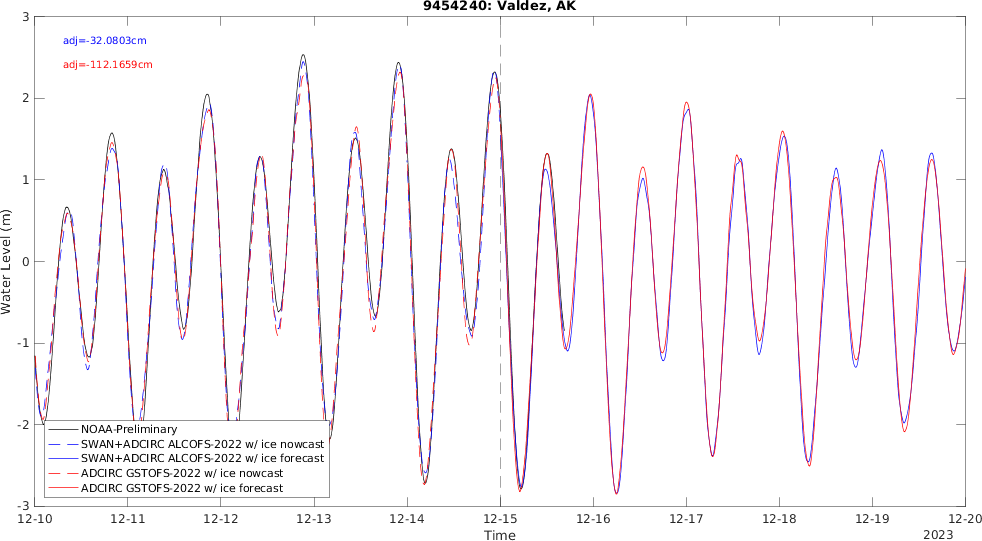 9454240: Valdez, AK
adj=-32.0803cm
adj=-112.1659cm
3
2
1
0
-1
-2
-3
Water Level (m)
NOAA-Preliminary
SWAN+ADCIRC ALCOFS-2022 w/ ice nowcast
SWAN+ADCIRC ALCOFS-2022 w/ ice forecast
ADCIRC GSTOFS-2022 w/ ice nowcast
ADCIRC GSTOFS-2022 w/ ice forecast
12-10 12-11 12-12 12-13 12-14 12-15 12-16 12-17 12-18 12-19 12-20
Time
2023